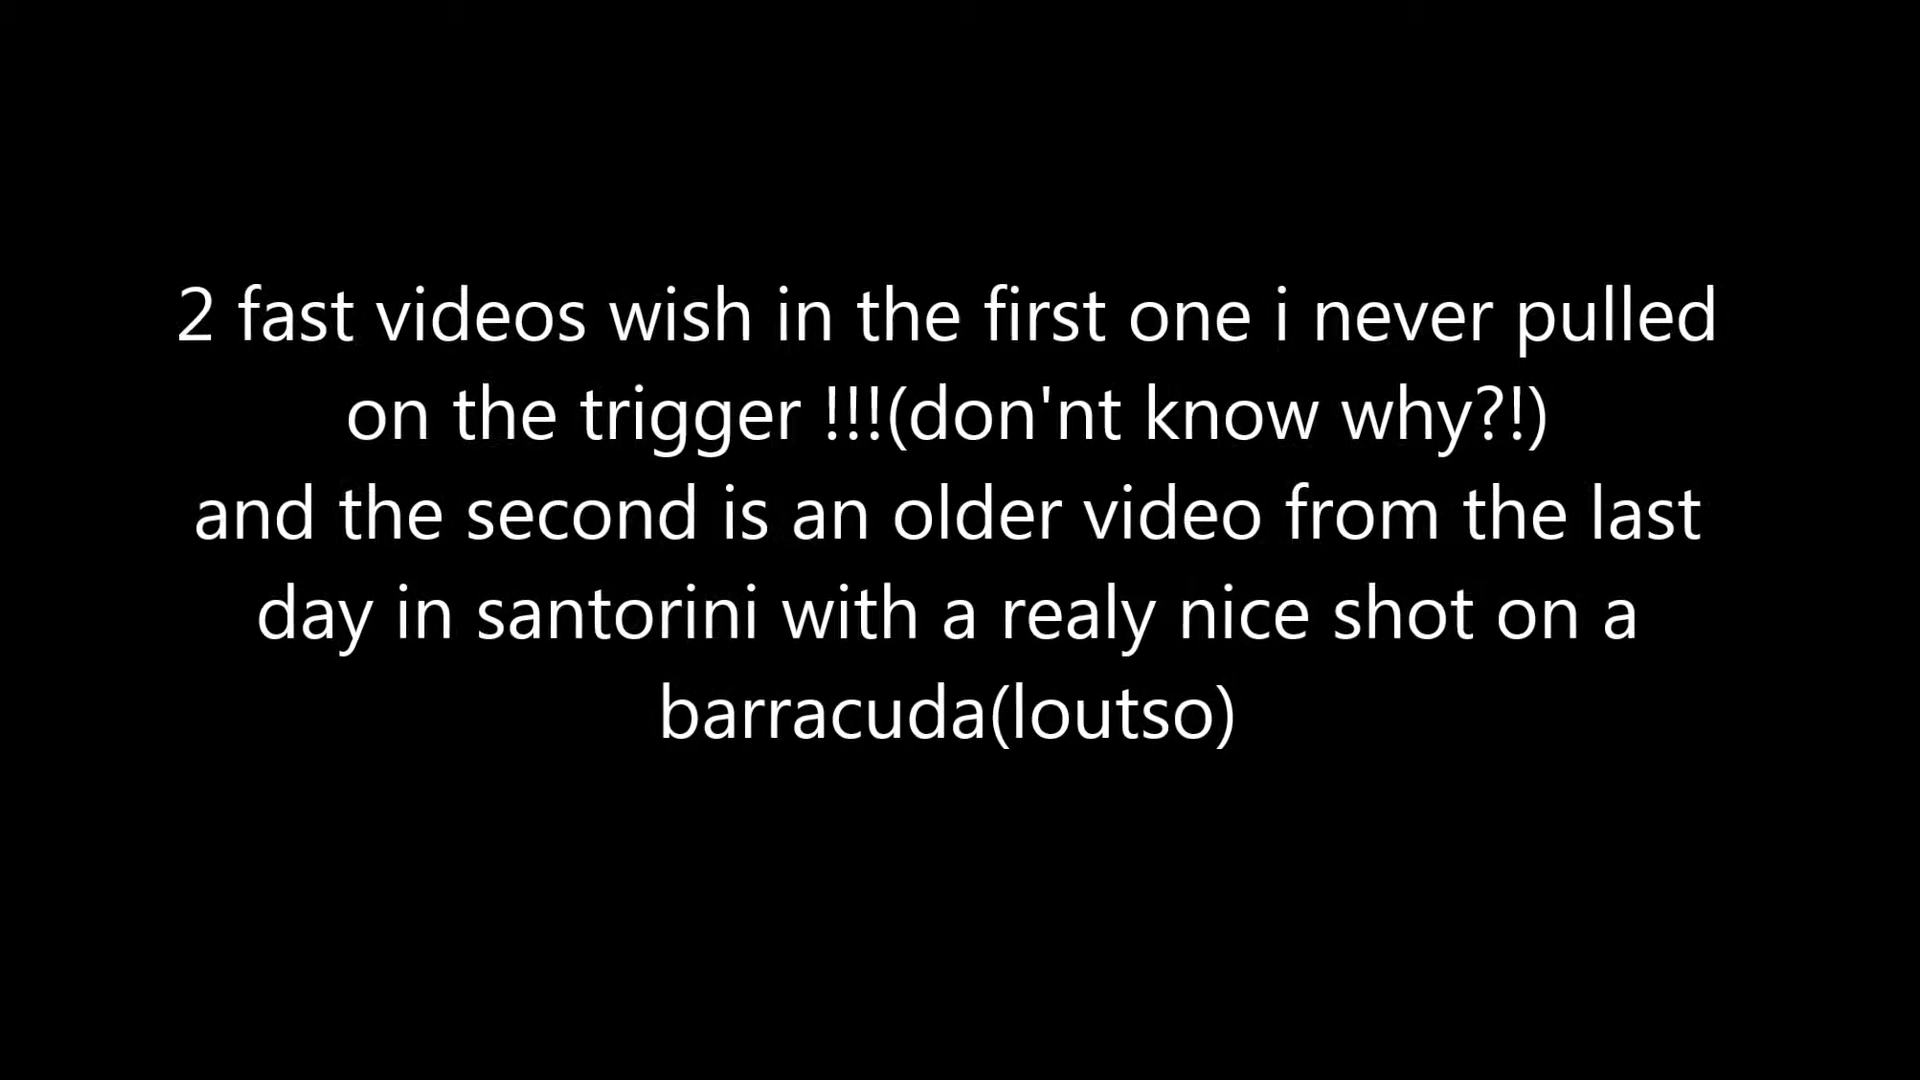 2 fast videos wish in the first one i never pulled
on the trigger !!!(don'nt know why?!)
and the second is an older video from the last
day in santorini with a realy nice shot on a
barracuda(loutso)